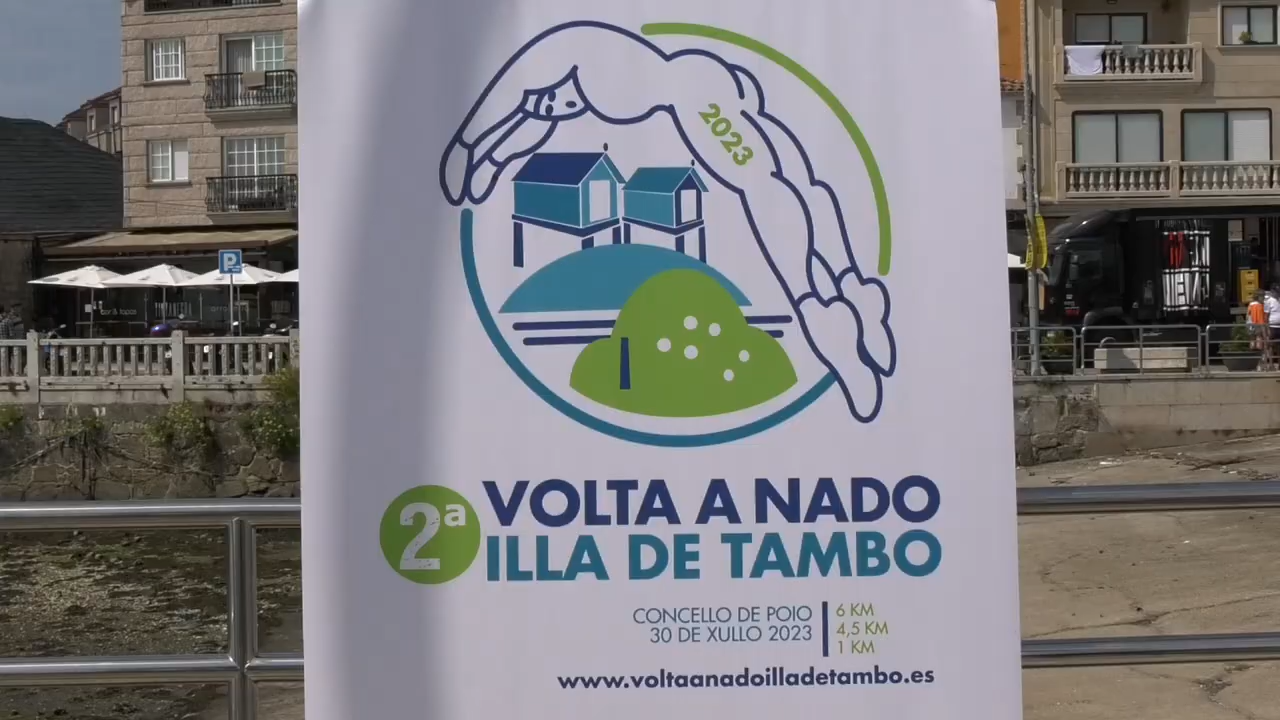 2023
P
2ª VOLTA A NADO
ILLA DE TAMBO
CONCELLO DE POIO
30 DE XULLO 2023
6 KM
4,5 KM
1 KM
www.voltaanadoilladetambo.es